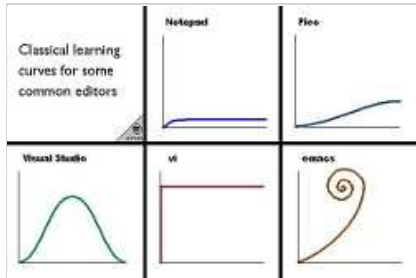 Classical learning
curves for some
common editors
Notepad
Pico
Visual Studio
vi
emacs